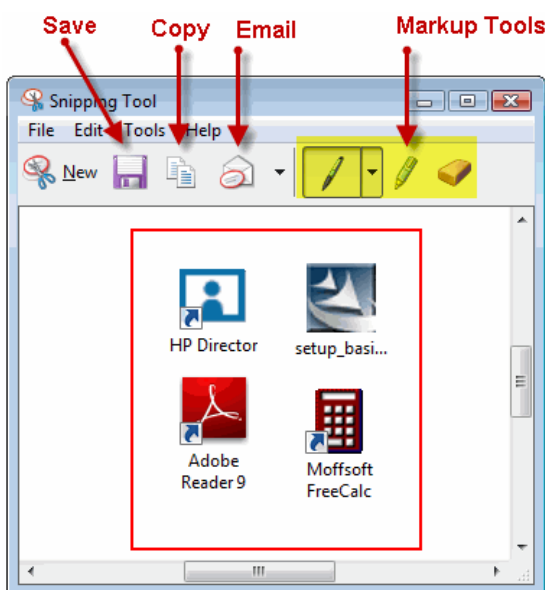 Save Copy Email Markup Tools
Snipping Tool
File Edit Tools Help
New
HP Director setup_basi...
Adobe
Reader 9
Moffsoft
FreeCalc